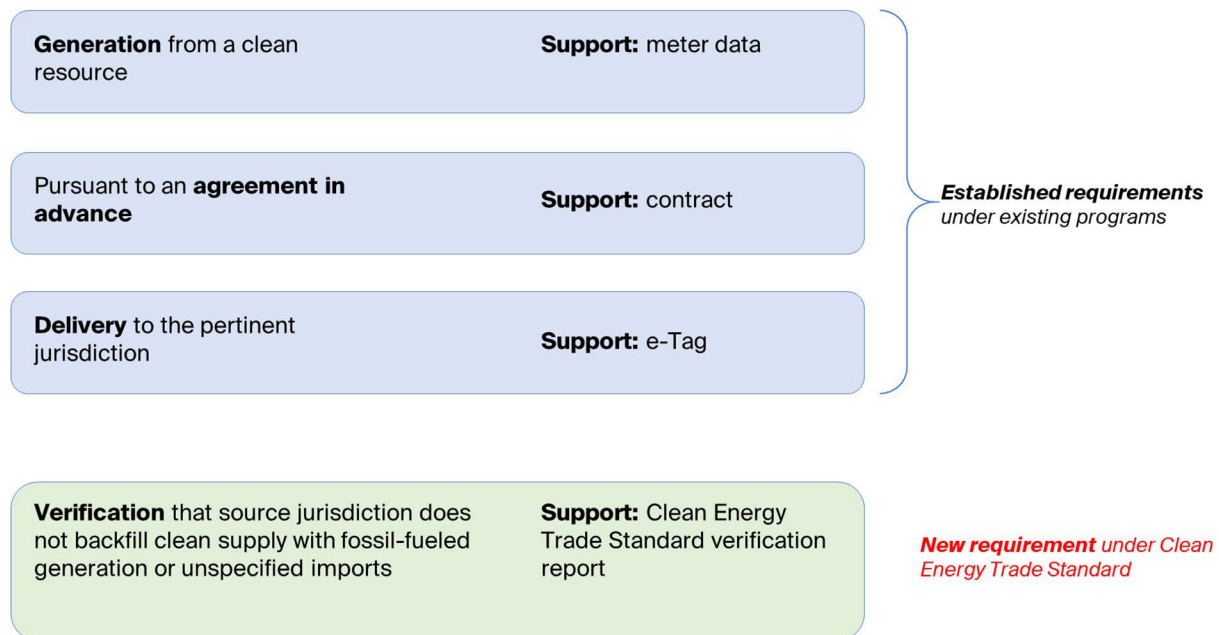 Generation from a clean
resource
Support: meter data
Pursuant to an agreement in
advance
Support: contract
Delivery to the pertinent
jurisdiction
Support: e-Tag
Established requirements
under existing programs
Verification that source jurisdiction does
not backfill clean supply with fossil-fueled
generation or unspecified imports
Support: Clean Energy
Trade Standard verification
report
New requirement under Clean
Energy Trade Standard